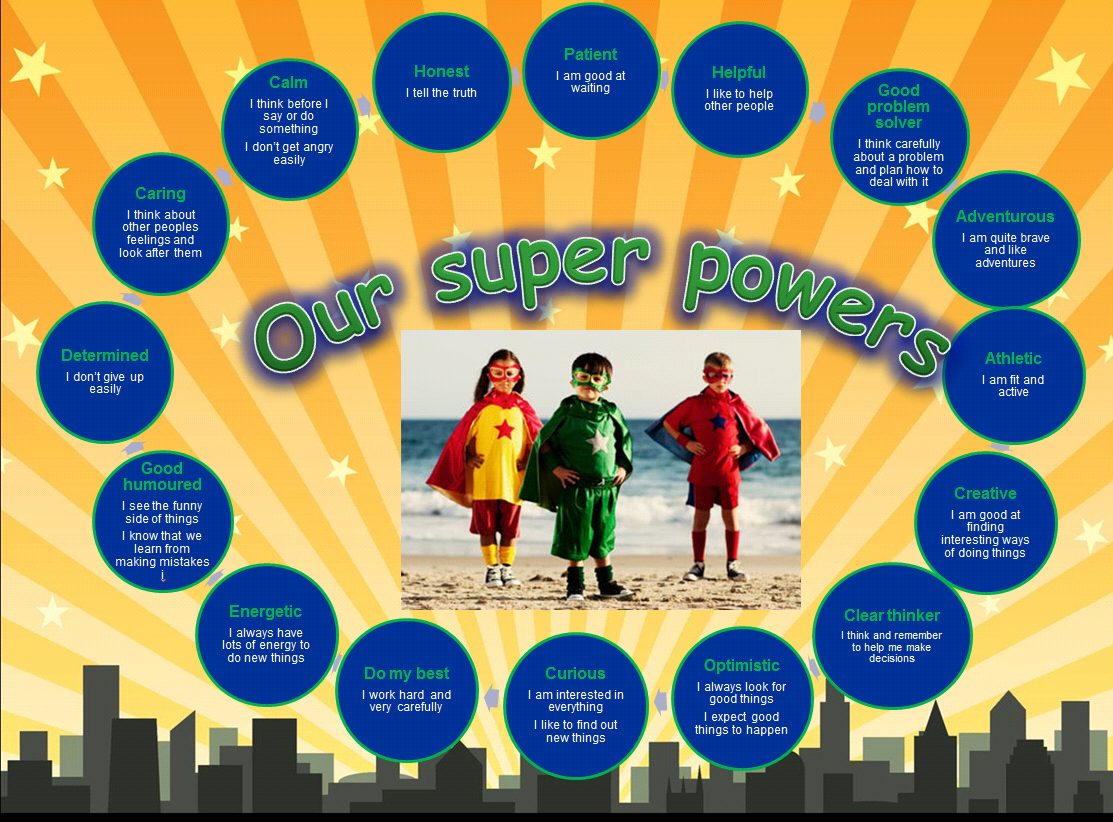 Our super powers
Patient
I am good at
waiting
Helpful
I like to help
other people
Good
problem
solver
I think carefully
about a problem
and plan how to
deal with it
Adventurous
I am quite brave
and like
adventures
Athletic
I am fit and
active
Creative
I am good at
finding
interesting ways
of doing things
Clear thinker
I think and remember
to help me make
decisions
Optimistic
I always look for
good things
I expect good
things to happen
Curious
I am interested in
everything
I like to find out
new things
Do my best
I work hard and
very carefully
Energetic
I always have
lots of energy to
do new things
Good
humoured
I see the funny
side of things
I know that we
learn from
making mistakes
i.
Determined
I don't give up
easily
Caring
I think about
other peoples
feelings and
look after them
Calm
I think before I
say or do
something
I don't get angry
easily
Honest
I tell the truth